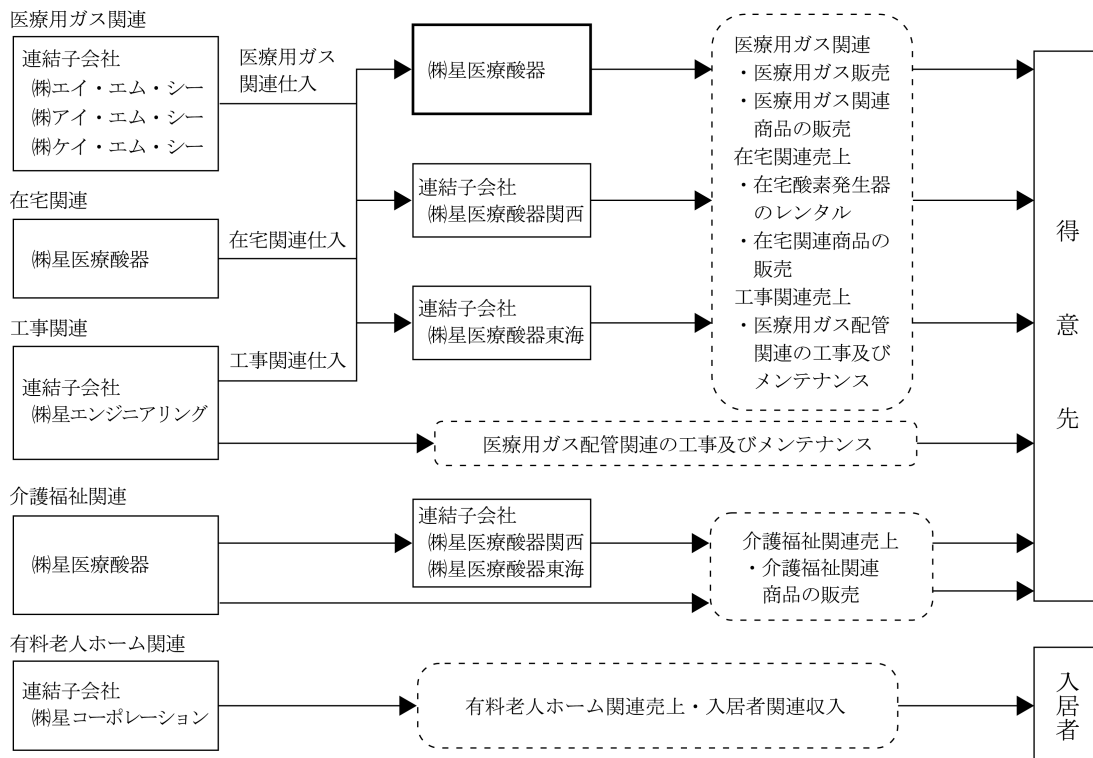 医療用ガス関連
連結子会社
㈱エイ・エム・シー
㈱アイ・エム・シー
㈱ケイ・エム・シー
医療用ガス
関連仕入
㈱星医療酸器
医療用ガス関連
・医療用ガス販売
・医療用ガス関連
商品の販売
在宅関連売上
・在宅酸素発生器
のレンタル
・在宅関連商品の
販売
工事関連売上
・医療用ガス配管
関連の工事及び
メンテナンス
得意先
在宅関連
㈱星医療酸器
在宅関連仕入
連結子会社
㈱星医療酸器関西
連結子会社
㈱星医療酸器東海
工事関連
連結子会社
㈱星エンジニアリング
工事関連仕入
医療用ガス配管関連の工事及びメンテナンス
介護福祉関連
㈱星医療酸器
連結子会社
㈱星医療酸器関西
㈱星医療酸器東海
介護福祉関連売上
・介護福祉関連
商品の販売
有料老人ホーム関連
連結子会社
㈱星コーポレーション
有料老人ホーム関連売上・入居者関連収入
入居者